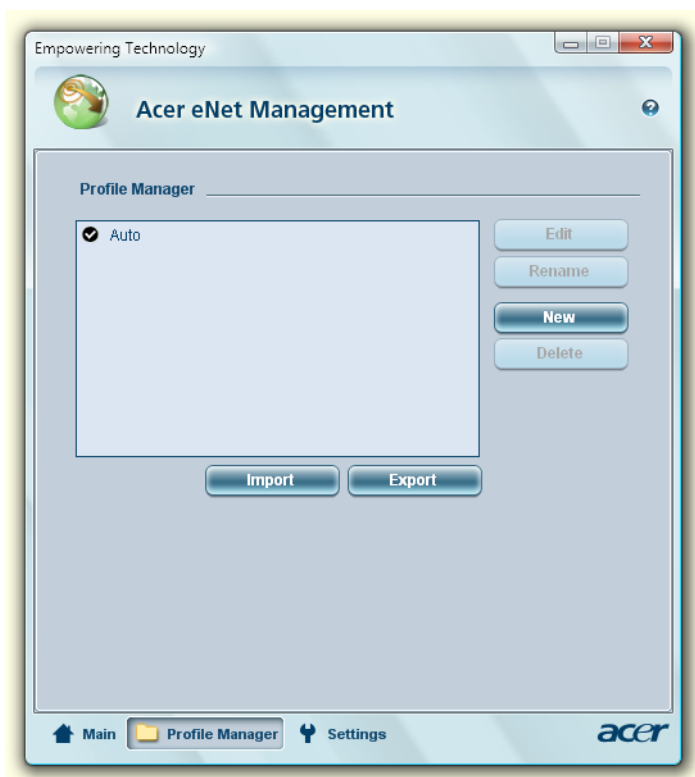 Empowering Technology
Acer eNet Management
Profile Manager
Auto
Edit
Rename
New
Delete
Import Export
Main Profile Manager Settings acer